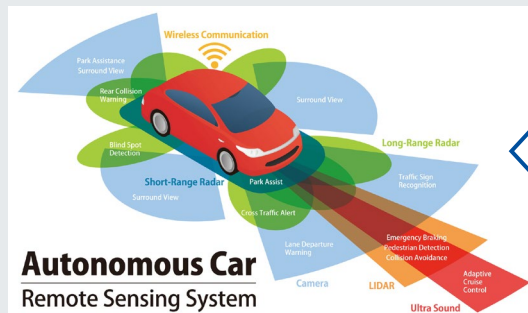 Wireless Communication
Park Assistance
Surround View
Rear Collision
Warning
Surround View
Blind Spot
Detection
Long-Range Radar
Traffic Sign
Recognition
Short-Range Radar
Park Assist
Surround View
Cross Traffic Alert
Lane Departure
Warning
Emergency Braking
Pedestrian Detection
Collision Avoidance
Adaptive
Cruise
Control
Camera
LIDAR
Ultra Sound
Autonomous Car
Remote Sensing System